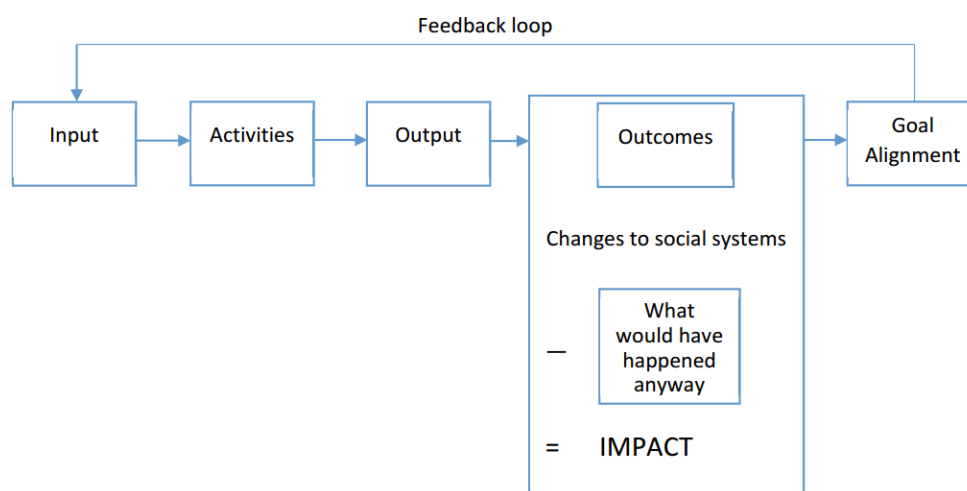 Feedback loop
Input
Activities
Output
Outcomes
Goal
Alignment
Changes to social systems
—
What
would have
happened
anyway
= IMPACT